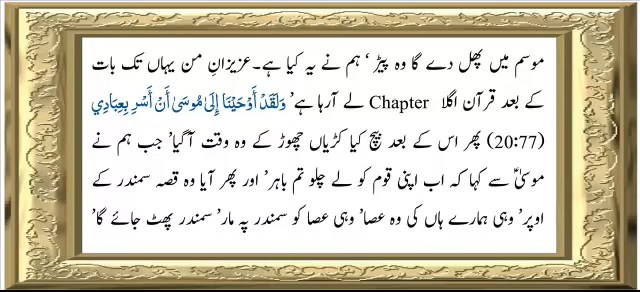 موسم میں پھل دے گا وہ پیڑ ‘ ہم نے یہ کیا ہے۔عزیزانِ من یہاں تک بات
کے بعد قرآن اگلا Chapter لے آرہا ہے’ وَلَقَدْ أَوْحَيْنَا إِلَىٰ مُوسَىٰ أَنْ أَسْرِ بِعِبَادِي
(20:77) پھر اس کے بعد بیچ کیا کڑیاں چھوڑ کے وہ وقت آگیا’ جب ہم نے
موسیٰؑ سے کہا کہ اب اپنی قوم کو لے چلو تم باہر’ اور پھر آیا وہ قصہ سمندر کے
اوپر’ وہی ہمارے ہاں کی وہ عصا’ وہی عصا کو سمندر پہ مار’ سمندر پھٹ جائے گا’